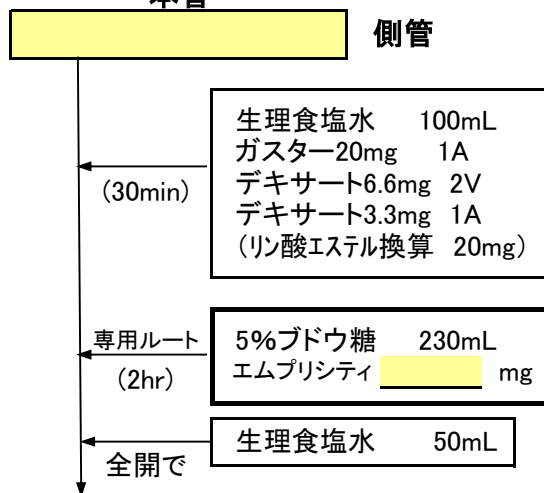 側管
生理食塩水 100mL
ガスター20mg 1A
デキサート6.6mg 2V
(30min)
デキサート3.3mg 1A
(リン酸エステル換算 20mg)
専用ルート
5%ブドウ糖 230mL
(2hr)
エムプリシティ mg
生理食塩水 50mL
全開で